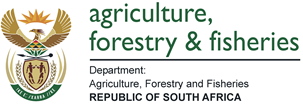 agriculture,
forestry & fisheries
Department:
Agriculture, Forestry and Fisheries
REPUBLIC OF SOUTH AFRICA